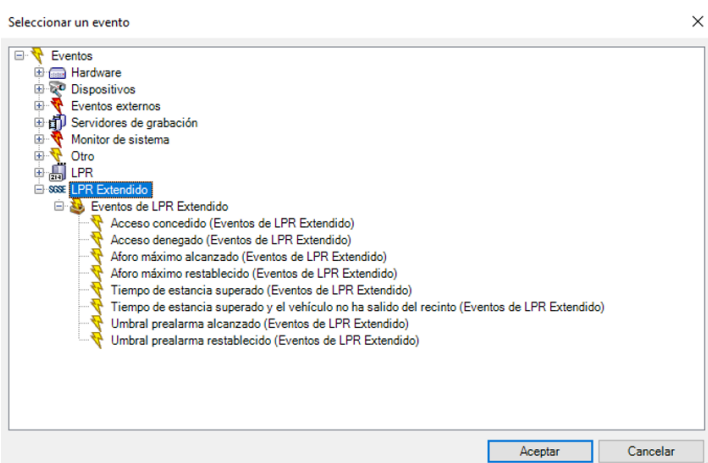 Seleccionar un evento
Eventos
Hardware
Dispositivos
Eventos externos
Servidores de grabación
Monitor de sistema
Otro
LPR
SGSE LPR Extendido
Eventos de LPR Extendido
Acceso concedido (Eventos de LPR Extendido)
Acceso denegado (Eventos de LPR Extendido)
Aforo máximo alcanzado (Eventos de LPR Extendido)
Aforo máximo restablecido (Eventos de LPR Extendido)
Tiempo de estancia superado (Eventos de LPR Extendido)
Tiempo de estancia superado y el vehículo no ha salido del recinto (Eventos de LPR Extendido)
Umbral prealarma alcanzado (Eventos de LPR Extendido)
Umbral prealarma restablecido (Eventos de LPR Extendido)
Aceptar Cancelar